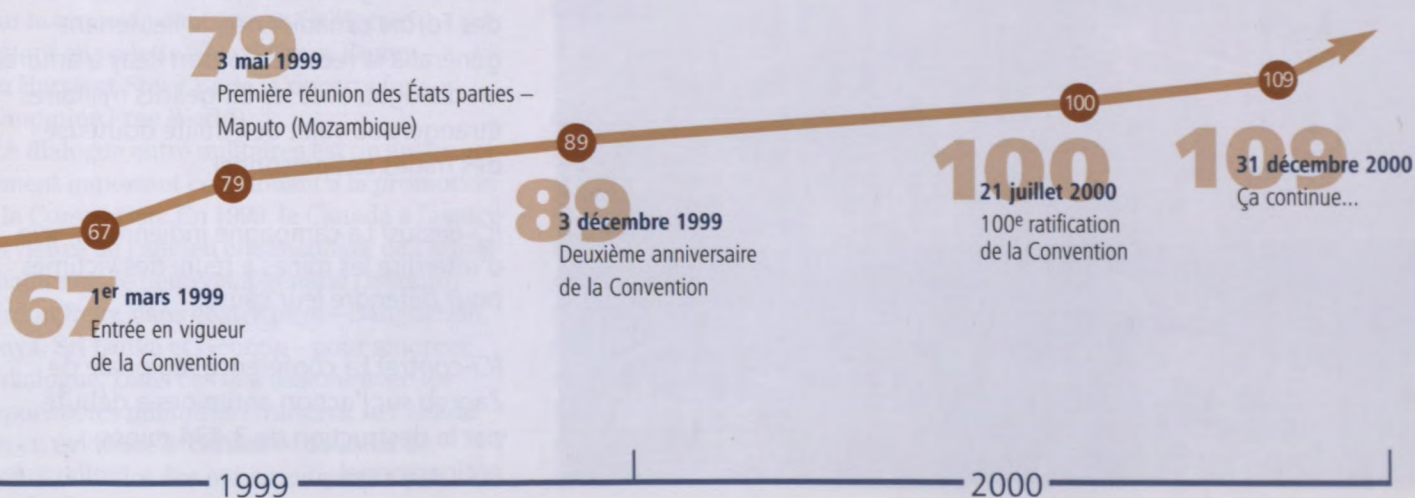 79
3 mai 1999
Première réunion des États parties –
Maputo (Mozambique)
67
79
89
100
109
67
1er mars 1999
Entrée en vigueur
de la Convention
89
3 décembre 1999
Deuxième anniversaire
de la Convention
100
21 juillet 2000
100e ratification
de la Convention
109
31 décembre 2000
Ça continue...
1999
2000